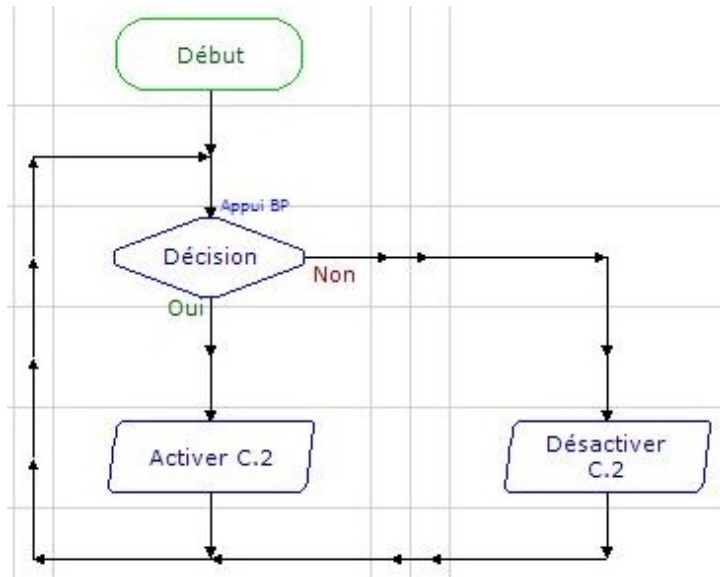 Début
Appui BP
Décision
Non
Oui
Activer C.2
Désactiver
C.2